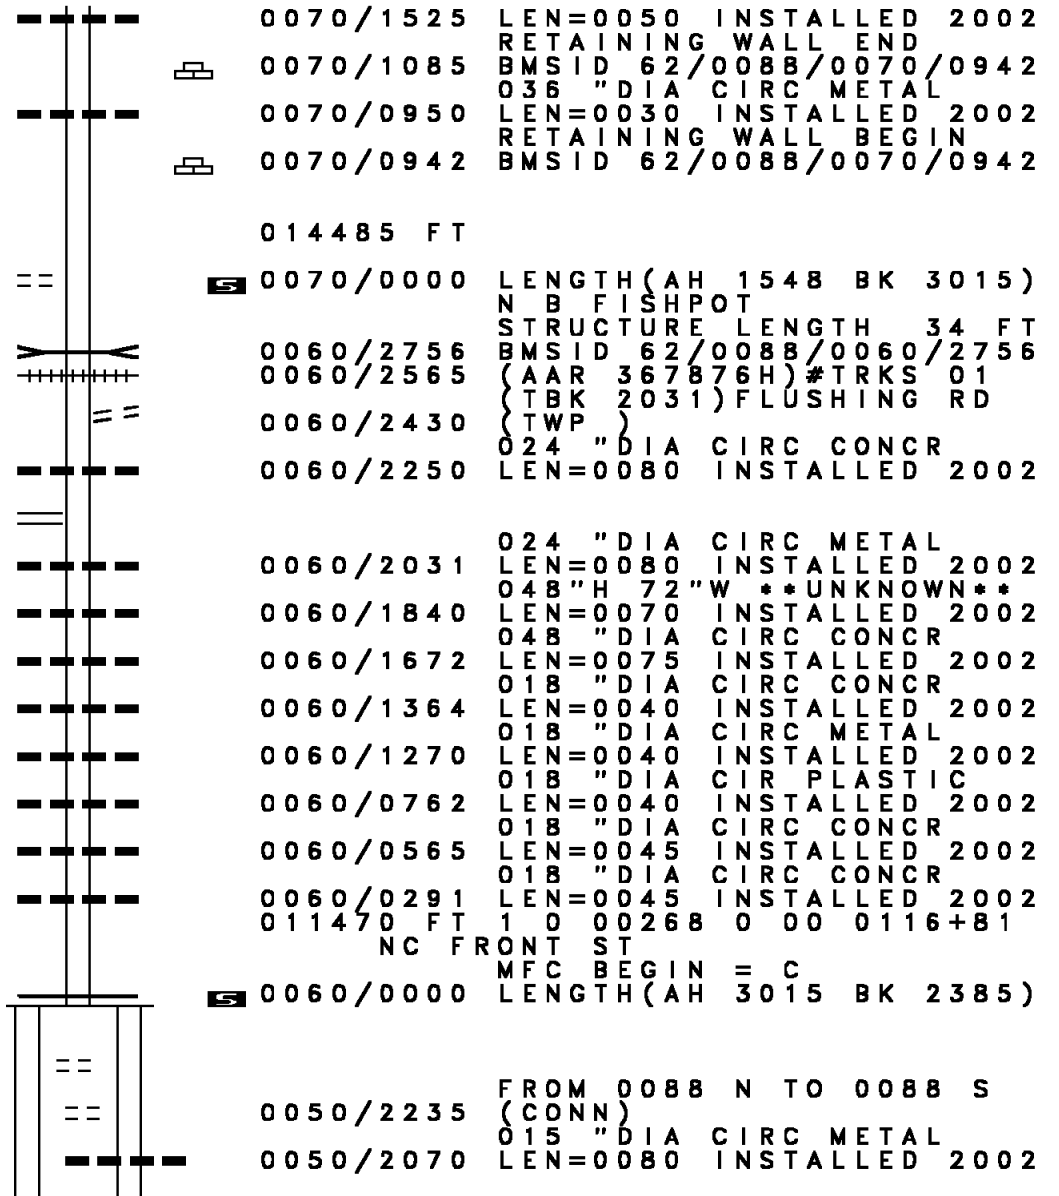 0070/1525 LEN=0050 INSTALLED 2002
RETAINING WALL END
0070/1085 BMSID 62/0088/0070/0942
036 "DIA CIRC METAL
0070/0950 LEN=0030 INSTALLED 2002
RETAINING WALL BEGIN
0070/0942 BMSID 62/0088/0070/0942
014485 FT
S 0070/0000 LENGTH(AH 1548 BK 3015)
N B FISHPOT
STRUCTURE LENGTH 34 FT
0060/2756 BMSID 62/0088/0060/2756
0060/2565 (AAR 367876H)#TRKS 01
(TBK 2031)FLUSHING RD
0060/2430 (TWP )
024 "DIA CIRC CONCR
0060/2250 LEN=0080 INSTALLED 2002
024 "DIA CIRC METAL
0060/2031 LEN=0080 INSTALLED 2002
048"H 72"W **UNKNOWN**
0060/1840 LEN=0070 INSTALLED 2002
048 "DIA CIRC CONCR
0060/1672 LEN=0075 INSTALLED 2002
018 "DIA CIRC CONCR
0060/1364 LEN=0040 INSTALLED 2002
018 "DIA CIRC METAL
0060/1270 LEN=0040 INSTALLED 2002
018 "DIA CIR PLASTIC
0060/0762 LEN=0040 INSTALLED 2002
018 "DIA CIRC CONCR
0060/0565 LEN=0045 INSTALLED 2002
018 "DIA CIRC CONCR
0060/0291 LEN=0045 INSTALLED 2002
011470 FT 1 0 00268 0 00 0116+81
NC FRONT ST
MFC BEGIN = C
S 0060/0000 LENGTH(AH 3015 BK 2385)
FROM 0088 N TO 0088 S
0050/2235 (CONN)
015 "DIA CIRC METAL
0050/2070 LEN=0080 INSTALLED 2002